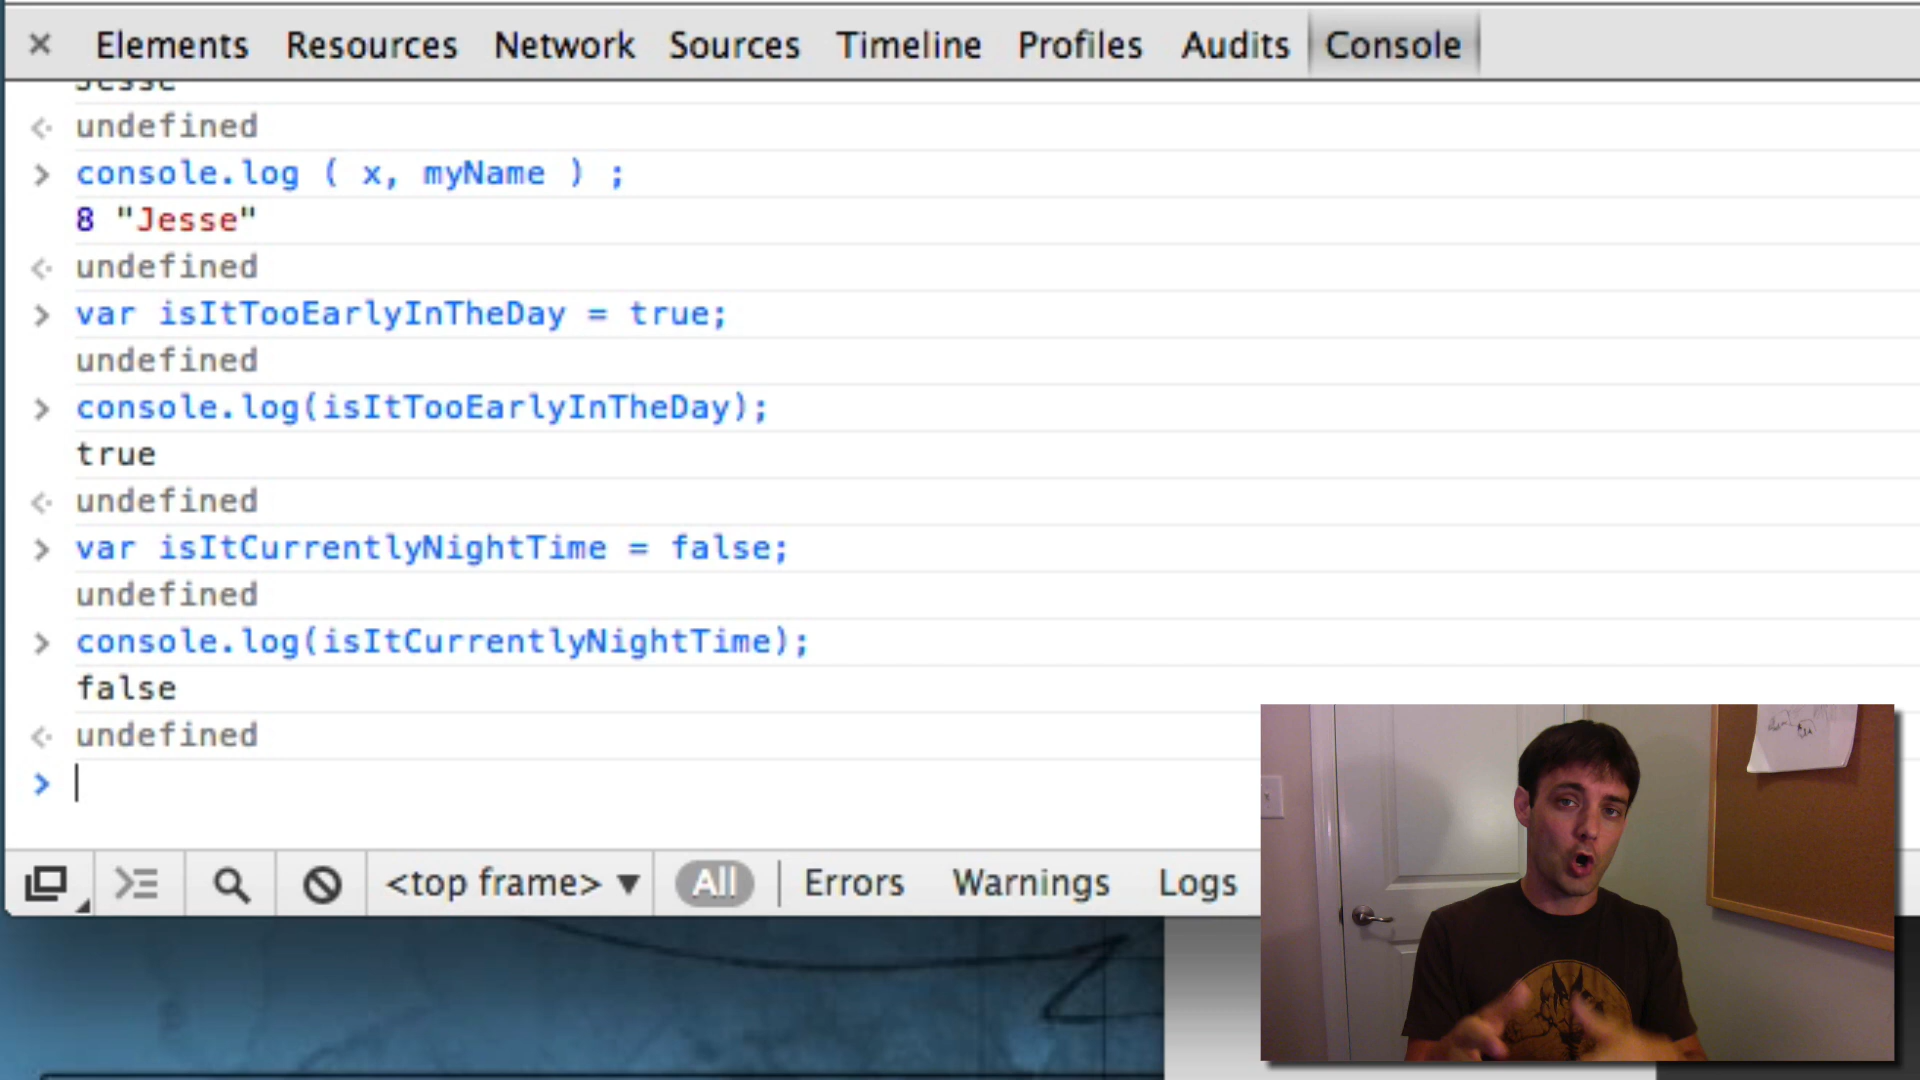 Elements Resources Network Sources Timeline Profiles Audits Console
Jesse
undefined
console.log ( x, myName ) ;
8 "Jesse"
undefined
var isItTooEarlyInTheDay = true;
undefined
console.log(isItTooEarlyInTheDay);
true
undefined
var isItCurrentlyNightTime = false;
undefined
console.log(isItCurrentlyNightTime);
false
undefined
<top frame> All Errors Warnings Logs